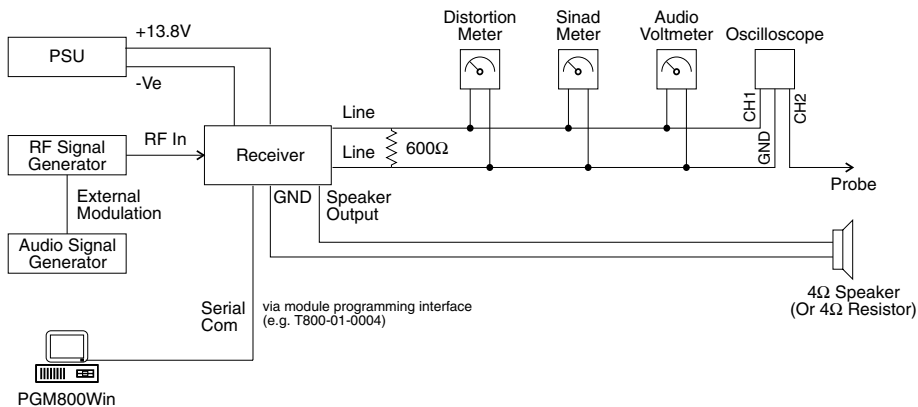 Distortion
Meter
Sinad
Meter
Audio
Voltmeter
Oscilloscope
+13.8V
PSU
-Ve
CH1
GND
CH2
Line
RF In
RF Signal
Generator
Receiver
600Ω
Line
Probe
External
Modulation
GND
Speaker
Output
Audio Signal
Generator
4Ω Speaker
(Or 4Ω Resistor)
Serial
Com
via module programming interface
(e.g. T800-01-0004)
PGM800Win